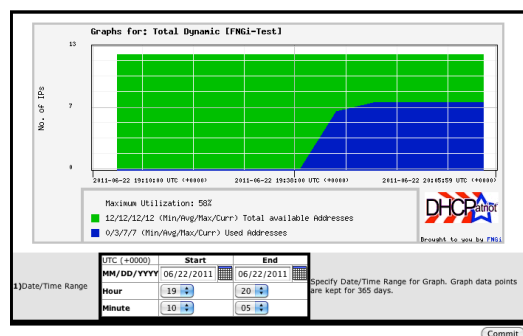 Graphs for: Total Dynamic [FNGi-Test]
13
No. of IPs
7
0
2011-06-22 19:10:00 UTC (+0000) 2011-06-22 19:38:00 UTC (+0000) 2011-06-22 20:05:59 UTC (+0000)
Maximum Utilization: 58%
12/12/12/12 (Min/Avg/Max/Curr) Total available Addresses
0/3/7/7 (Min/Avg/Max/Curr) Used Addresses
DHCPatriot
Brought to you by FNGi
UTC (+0000) Start End
MM/DD/YYYY 06/22/2011 06/22/2011
1)Date/Time Range
Hour 19 20
Minute 10 05
Specify Date/Time Range for Graph. Graph data points
are kept for 365 days.
Commit